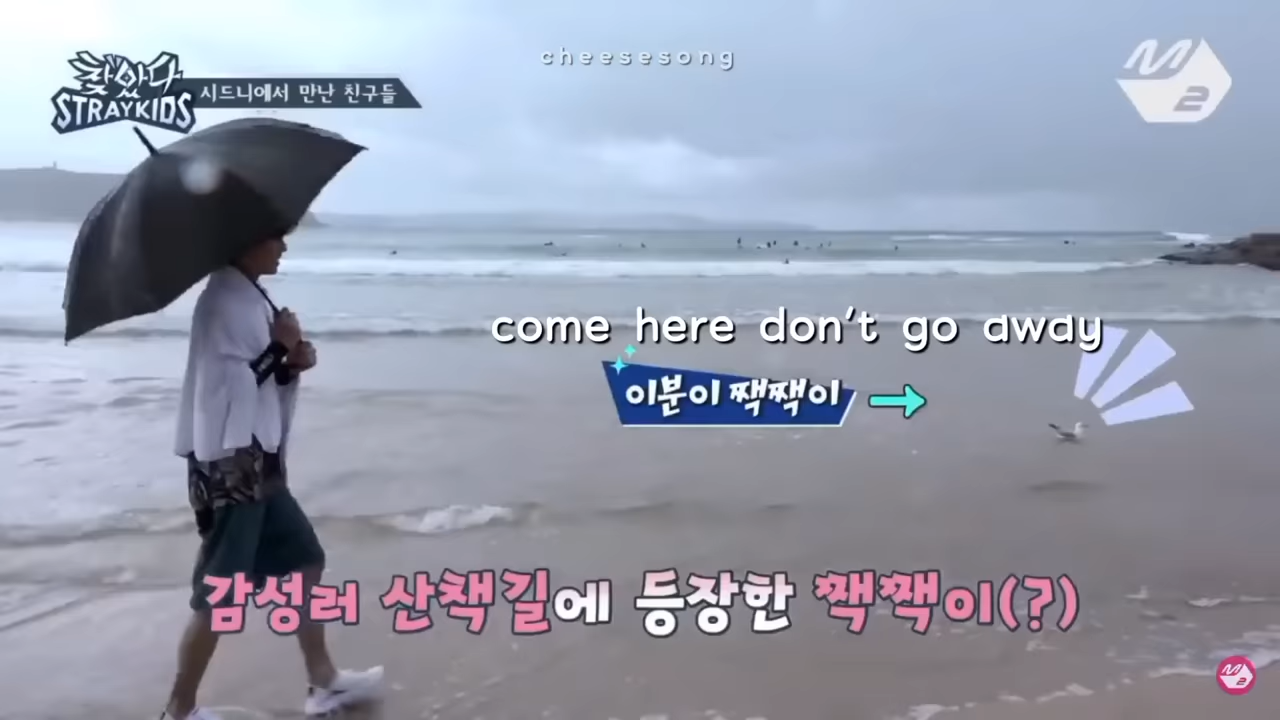 cheesesong
찾았다
STRAYKIDS
시드니에서 만난 친구들
M2
come here don't go away
이분이 짹짹이
감성러 산책길에 등장한 짹짹이(?)
M2